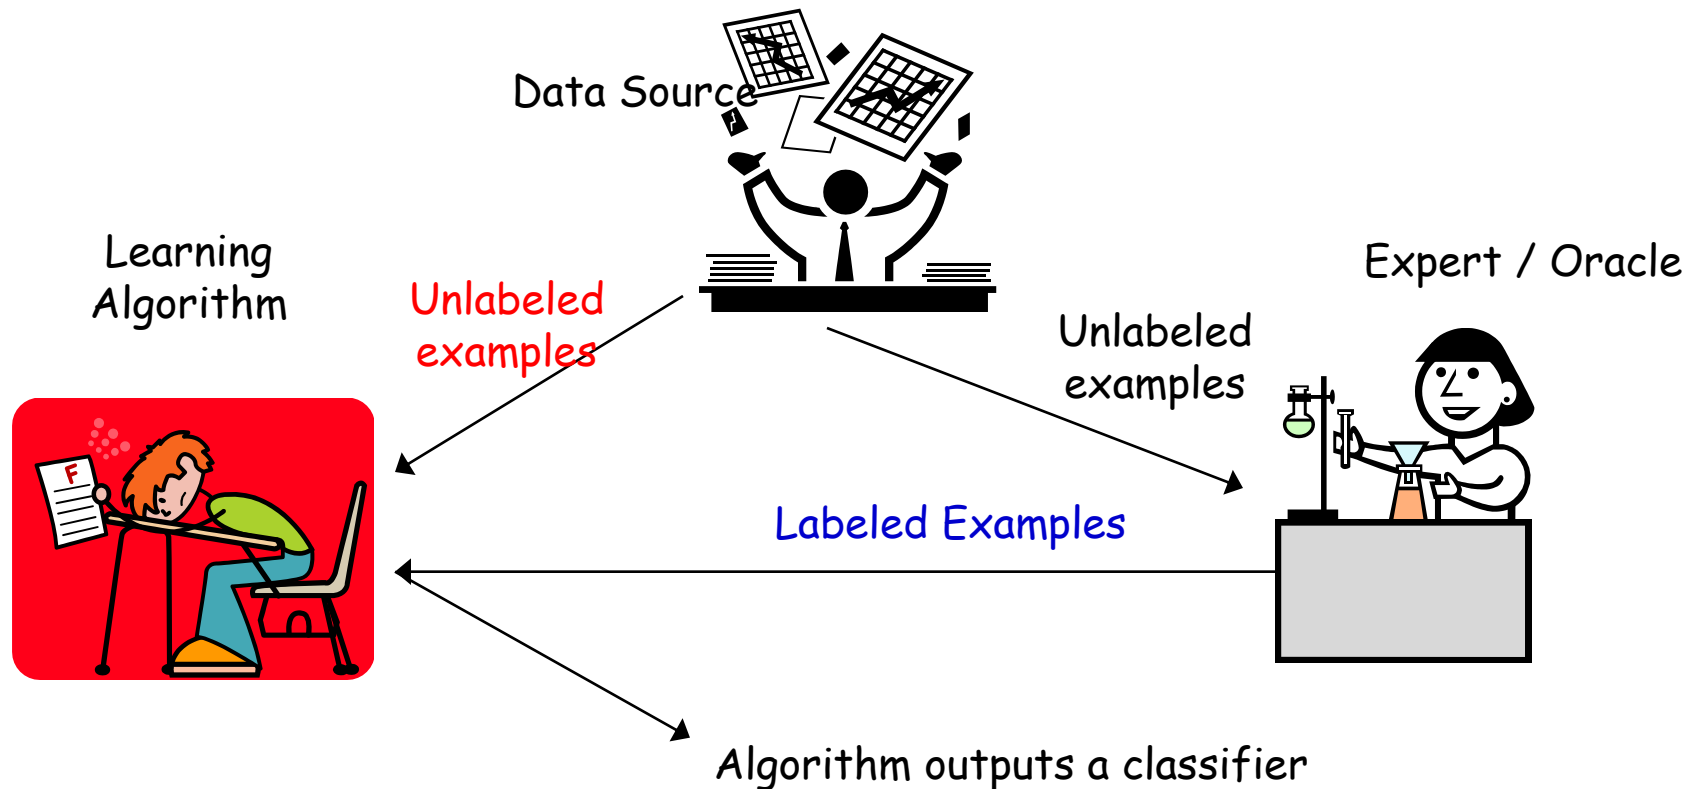 Data Source
Learning
Algorithm
Unlabeled
examples
Expert / Oracle
Unlabeled
examples
F
Labeled Examples
Algorithm outputs a classifier